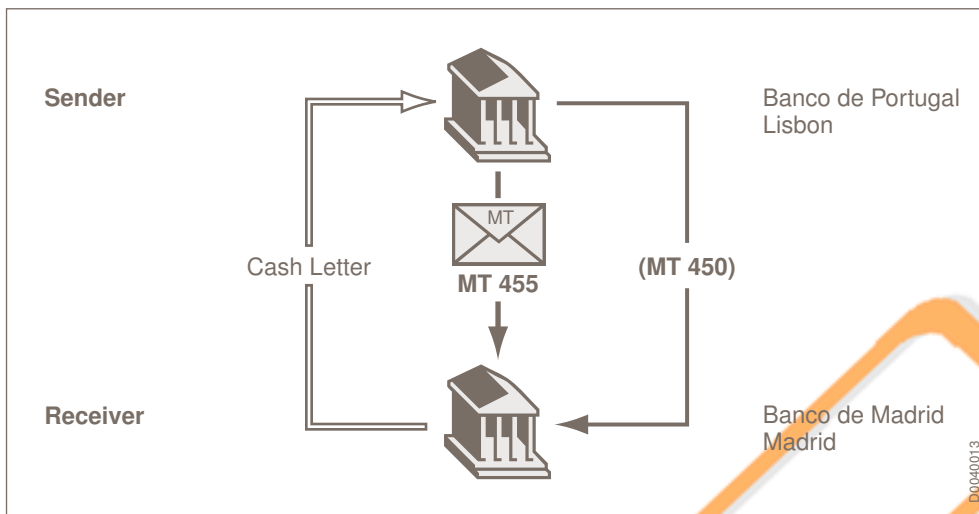 Sender
Banco de Portugal
Lisbon
MT
Cash Letter
MT 455
(MT 450)
Receiver
Banco de Madrid
Madrid
D0040013